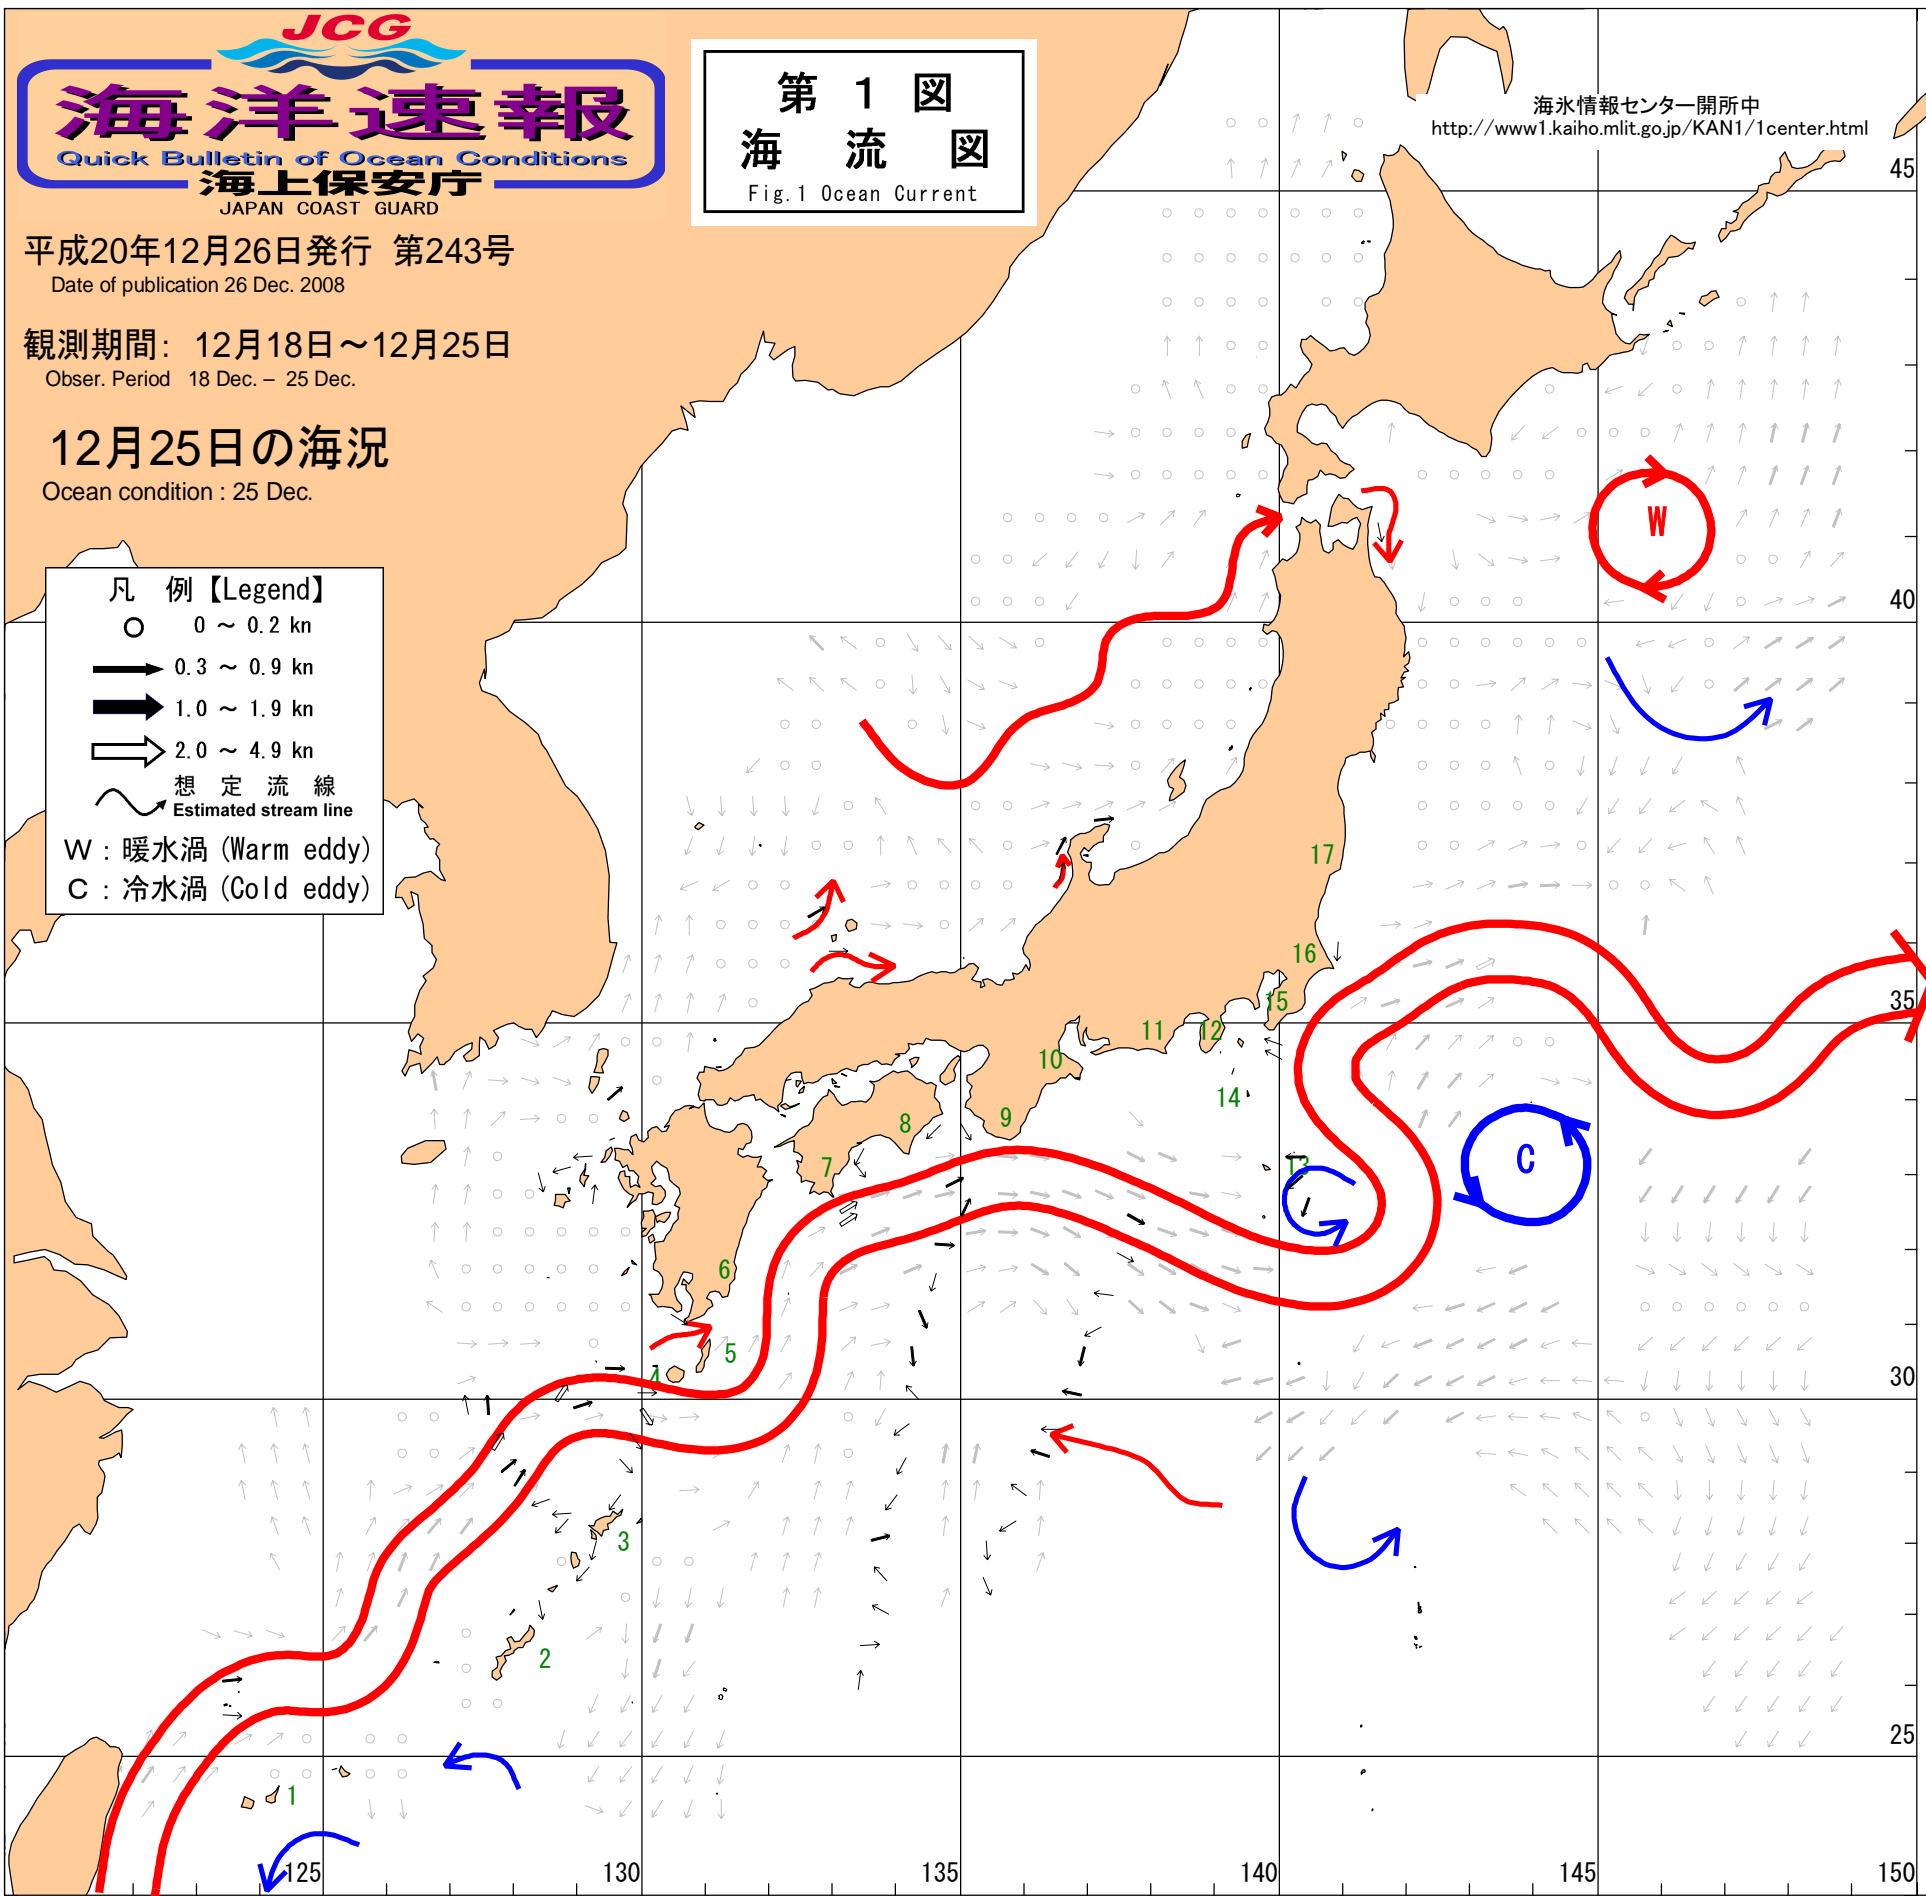 JCG
海洋速報
Quick Bulletin of Ocean Conditions
海上保安庁
JAPAN COAST GUARD
第 1 図
海 流 図
Fig.1 Ocean Current
海氷情報センター開所中
http://www1.kaiho.mlit.go.jp/KAN1/1center.html
平成20年12月26日発行 第243号
Date of publication 26 Dec. 2008
観測期間: 12月18日～12月25日
Obser. Period 18 Dec. – 25 Dec.
12月25日の海況
Ocean condition : 25 Dec.
凡 例【Legend】
0 ～ 0.2 kn
0.3 ～ 0.9 kn
1.0 ～ 1.9 kn
2.0 ～ 4.9 kn
想 定 流 線
Estimated stream line
W : 暖水渦 (Warm eddy)
C : 冷水渦 (Cold eddy)
45
W
40
17
16
35
15
12
11
10
14
9
8
7
13
C
6
5
4
30
3
2
25
1
125
130
135
140
145
150